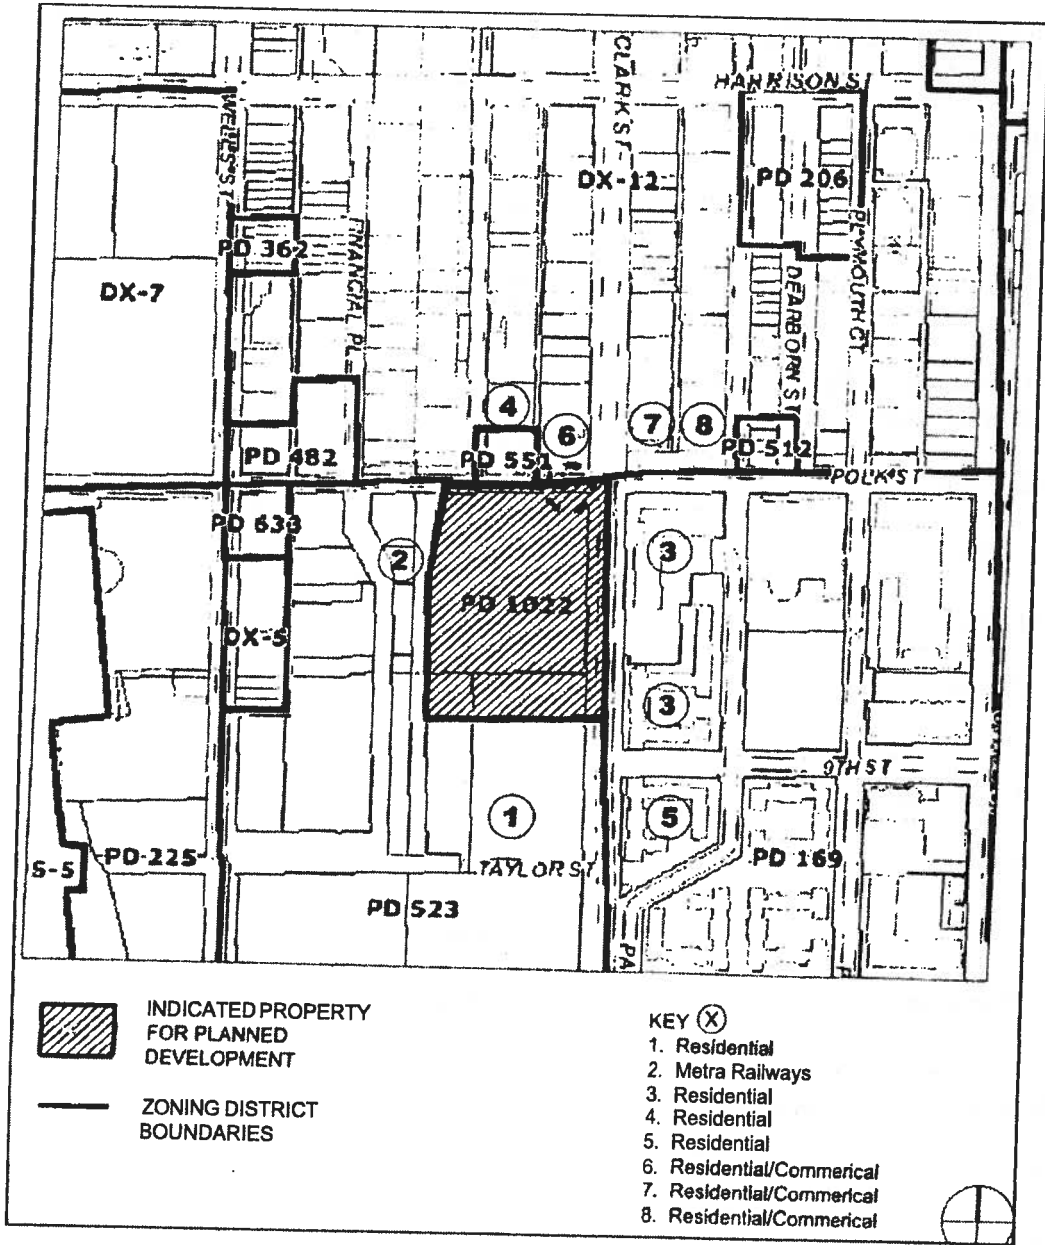 CLARK ST
HARRISON ST
WELLS ST
DX-12
PD 206
PLYMOUTH CT
PD 362
FINANCIAL PL
DX-7
DEARBORN ST
4
6
7
8
PD 482
PD 551
PD 512
POLK ST
PD 633
2
3
PD 1022
DX-5
3
9TH ST
1
5
PD 225
S-5
TAYLOR ST
PD 169
PD 523
PA
P
INDICATED PROPERTY
FOR PLANNED
DEVELOPMENT
ZONING DISTRICT
BOUNDARIES
KEY X
1. Residential
2. Metra Railways
3. Residential
4. Residential
5. Residential
6. Residential/Commerical
7. Residential/Commerical
8. Residential/Commerical